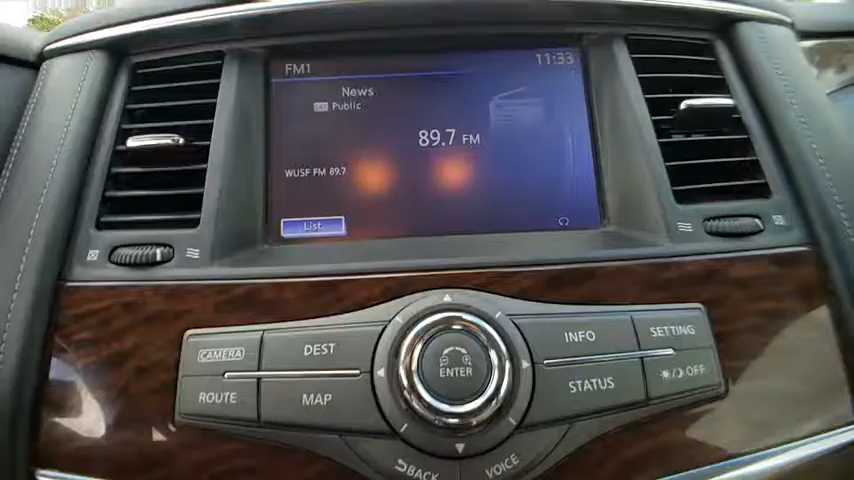 FM1
11:33
News
CAT Public
89.7 FM
WUSF FM 89.7
List
CAMERA
DEST
ROUTE
MAP
ENTER
INFO
SETTING
STATUS
OFF
BACK
VOICE